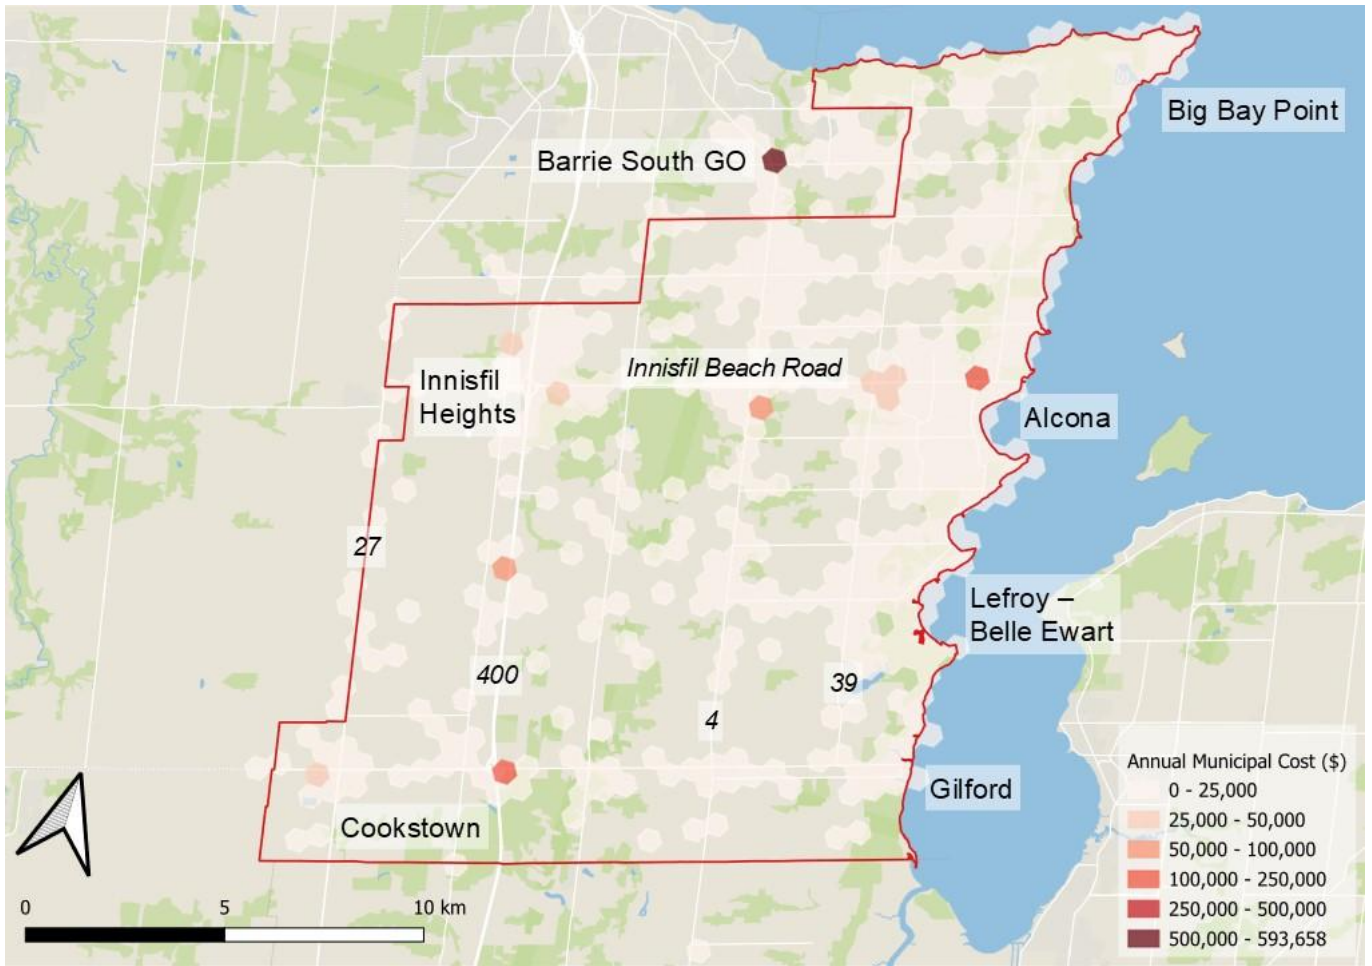 Big Bay Point
Barrie South GO
Innisfil Beach Road
Innisfil
Heights
Alcona
27
Lefroy –
Belle Ewart
400
39
4
Gilford
Cookstown
Annual Municipal Cost ($)
0 - 25,000
25,000 - 50,000
50,000 - 100,000
100,000 - 250,000
250,000 - 500,000
500,000 - 593,658
0 5 10 km